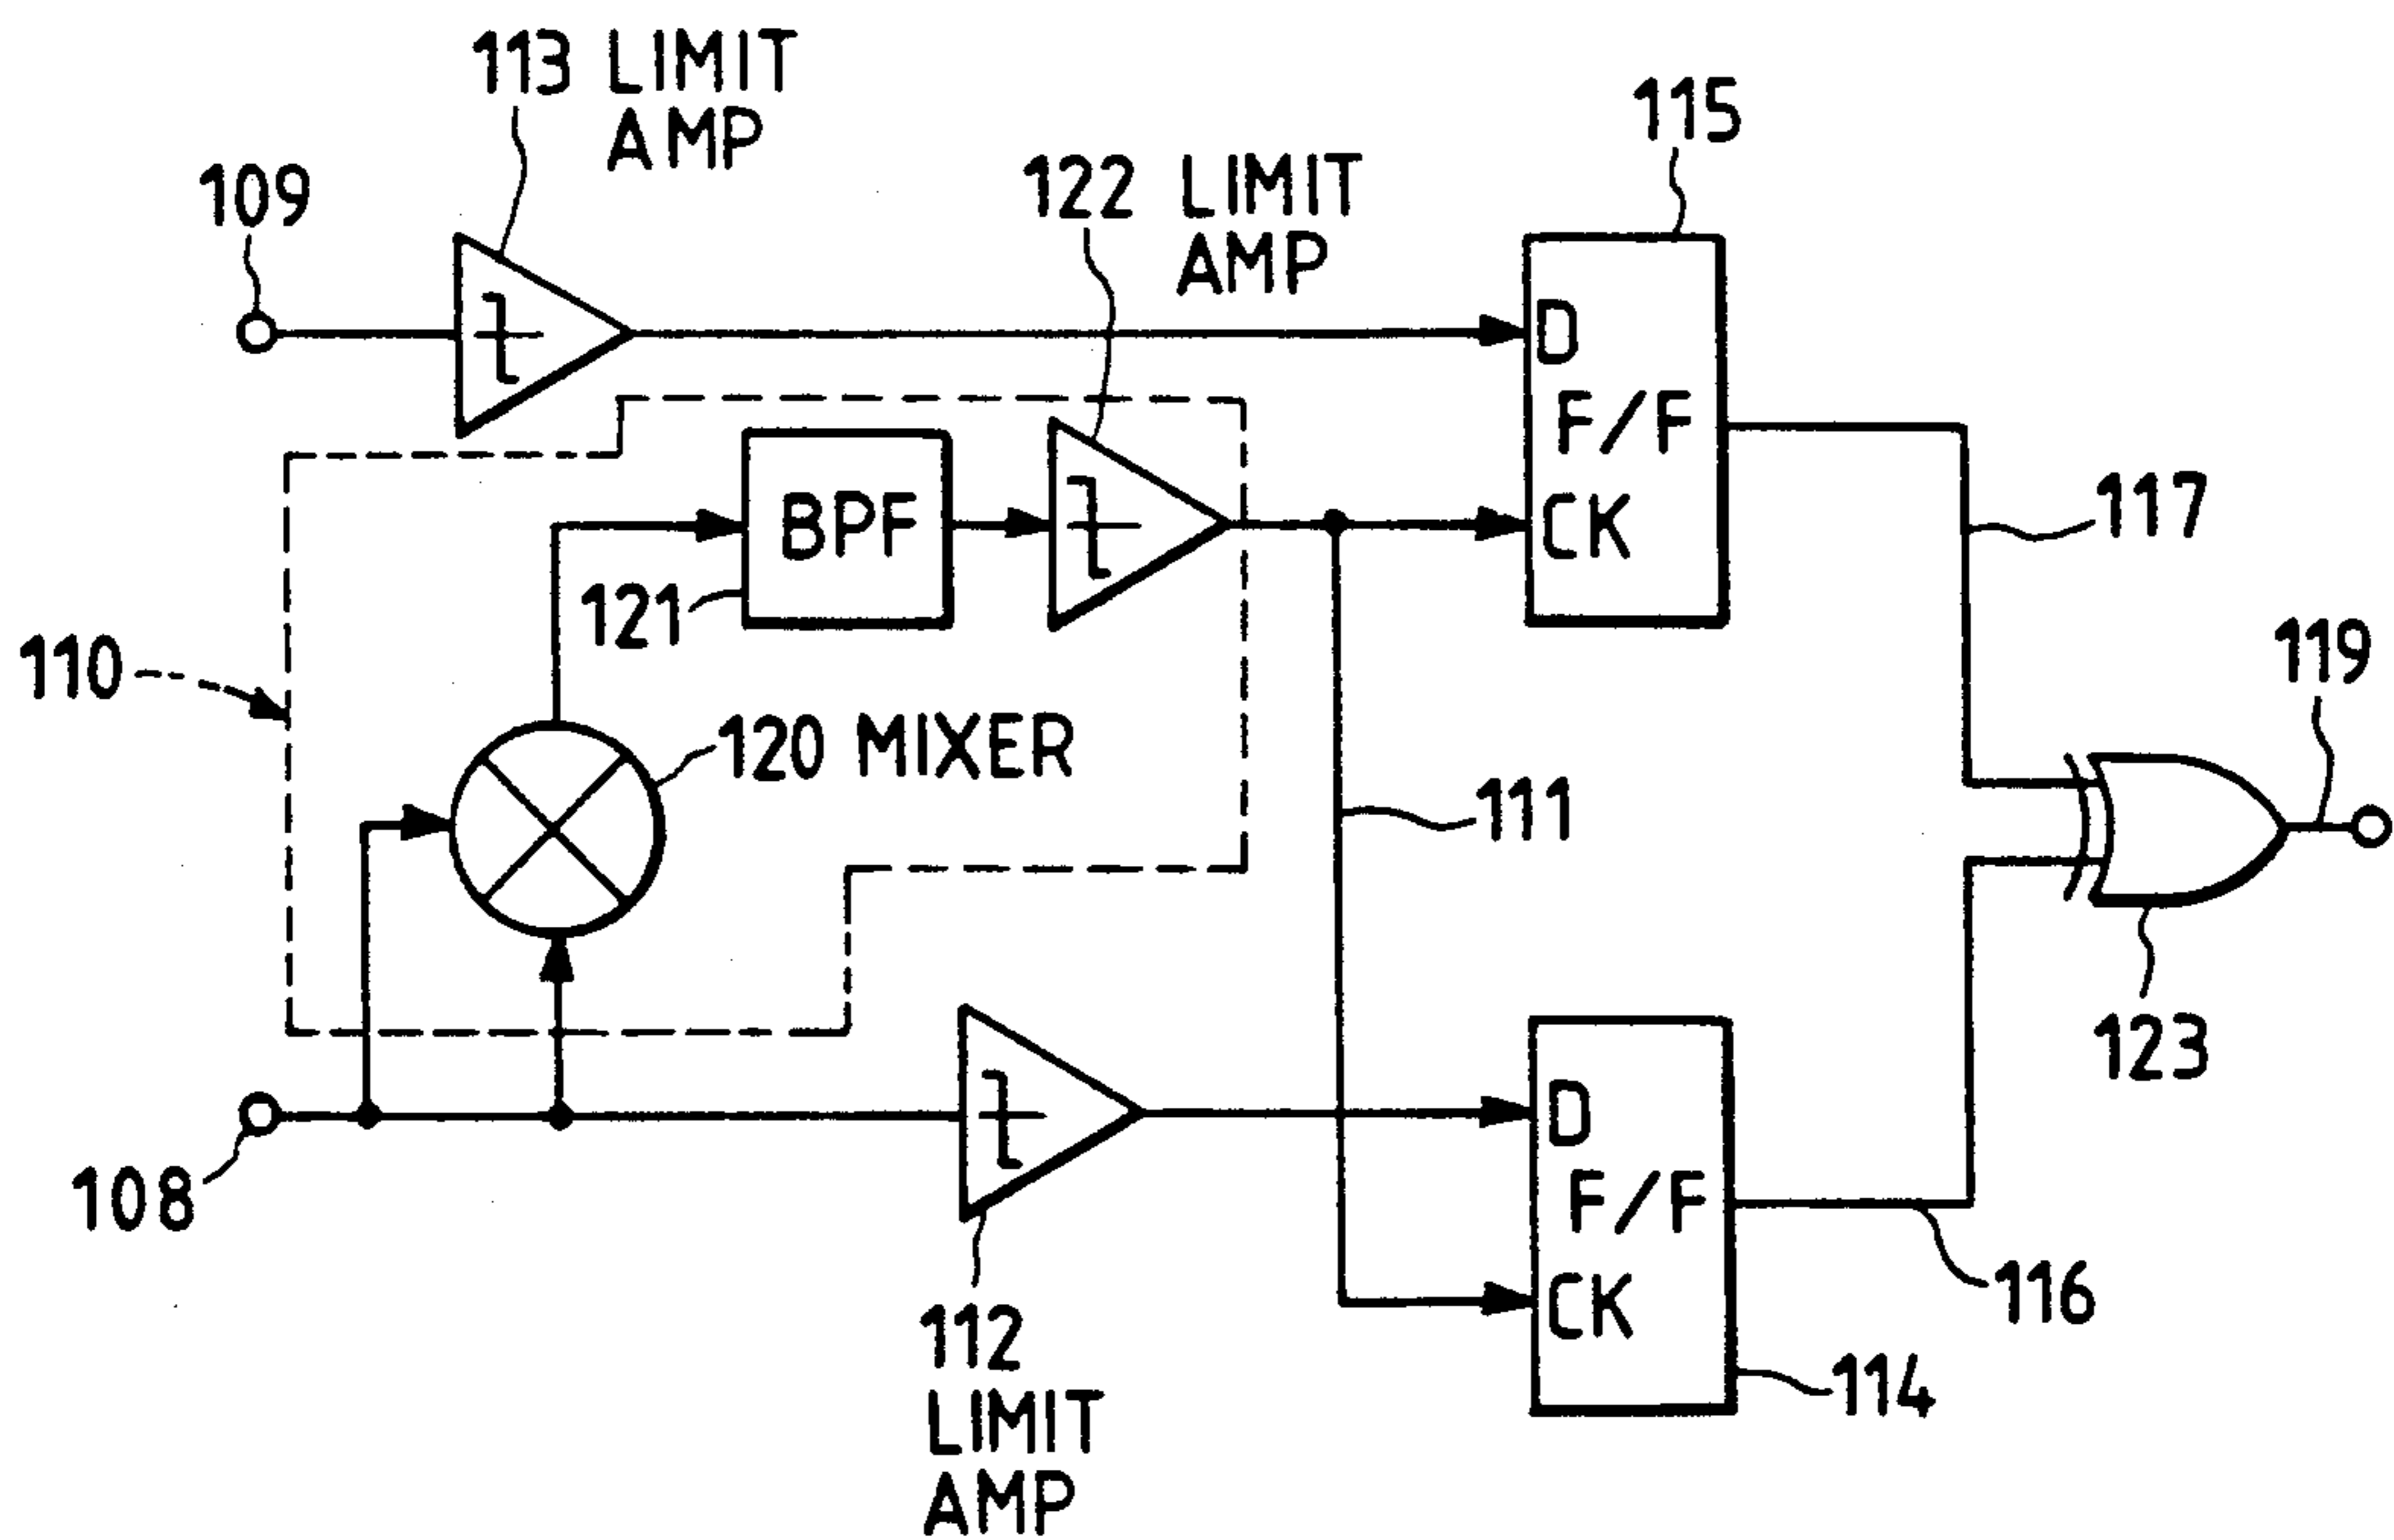 113 LIMIT
AMP
115
109
122 LIMIT
AMP
D
F/F
CK
BPF
121
117
110
119
120 MIXER
111
123
108
D
F/F
CK
116
112
LIMIT
AMP
114